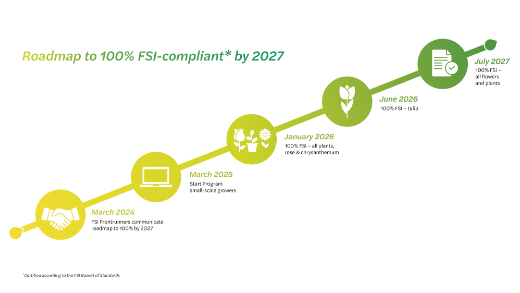 Roadmap to 100% FSI-compliant* by 2027
July 2027
100% FSI –
all flowers
and plants
June 2026
100% FSI – tulip
January 2026
100% FSI – all plants,
rose & chrysanthemum
March 2025
Start Program
small-scale growers
March 2024
FSI Frontrunners communicate
roadmap to 100% by 2027
*Certified according to the FSI Basket of Standards